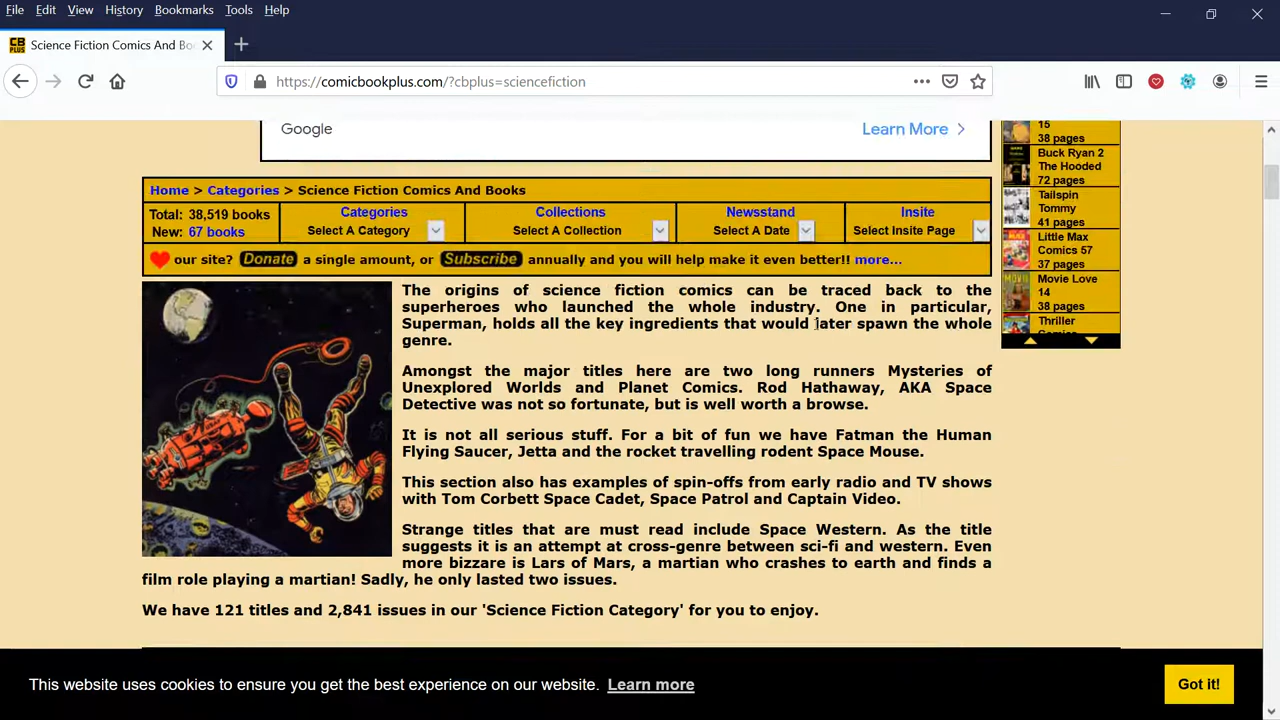 File Edit View History Bookmarks Tools Help
CB PLUS Science Fiction Comics And Bo
https://comicbookplus.com/?cbplus=sciencefiction
Google Learn More
Home > Categories > Science Fiction Comics And Books
Total: 38,519 books
New: 67 books
Categories
Select A Category
Collections
Select A Collection
Newsstand
Select A Date
Insite
Select Insite Page
our site? Donate a single amount, or Subscribe annually and you will help make it even better!! more...
The origins of science fiction comics can be traced back to the
superheroes who launched the whole industry. One in particular,
Superman, holds all the key ingredients that would later spawn the whole
genre.
Amongst the major titles here are two long runners Mysteries of
Unexplored Worlds and Planet Comics. Rod Hathaway, AKA Space
Detective was not so fortunate, but is well worth a browse.
It is not all serious stuff. For a bit of fun we have Fatman the Human
Flying Saucer, Jetta and the rocket travelling rodent Space Mouse.
This section also has examples of spin-offs from early radio and TV shows
with Tom Corbett Space Cadet, Space Patrol and Captain Video.
Strange titles that are must read include Space Western. As the title
suggests it is an attempt at cross-genre between sci-fi and western. Even
more bizzare is Lars of Mars, a martian who crashes to earth and finds a
film role playing a martian! Sadly, he only lasted two issues.
We have 121 titles and 2,841 issues in our 'Science Fiction Category' for you to enjoy.
15
38 pages
Buck Ryan 2
The Hooded
72 pages
Tailspin
Tommy
41 pages
Little Max
Comics 57
37 pages
Movie Love
14
38 pages
Thriller
Comics
This website uses cookies to ensure you get the best experience on our website. Learn more
Got it!